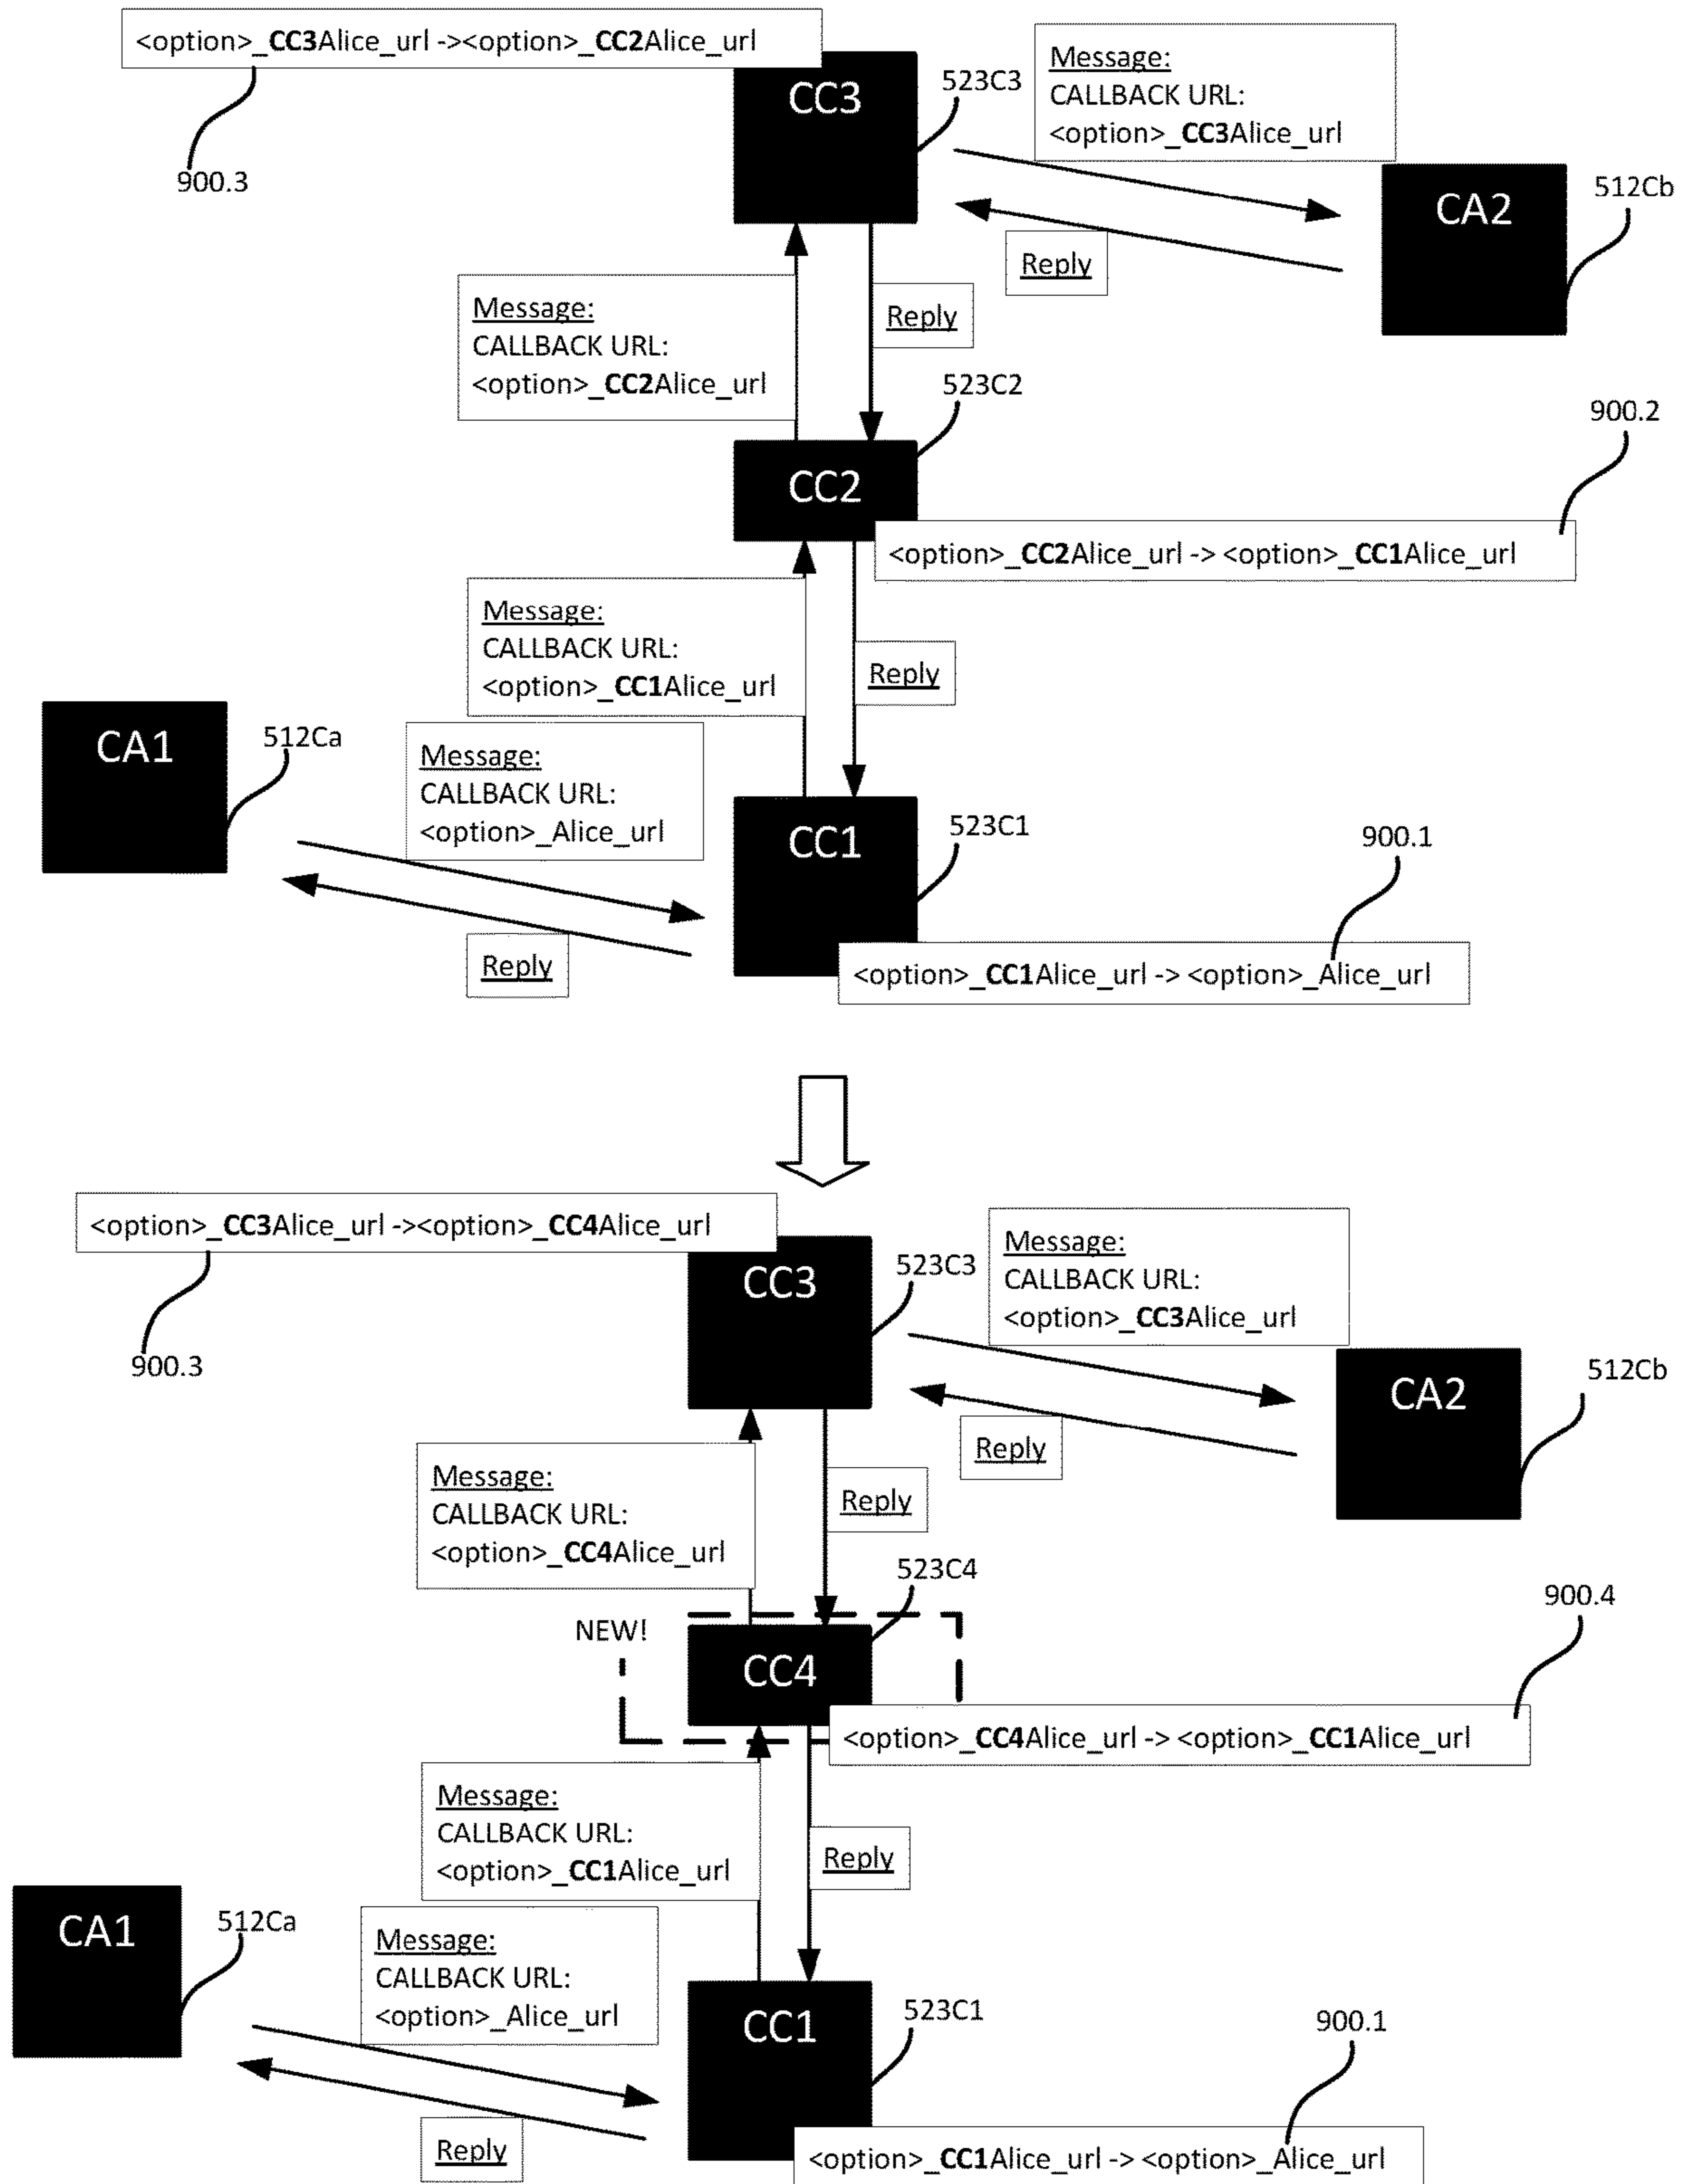 <option>_CC3Alice_url -><option>_CC2Alice_url
CC3
523C3
Message:
CALLBACK URL:
<option>_CC3Alice_url
900.3
CA2
512Cb
Reply
Message:
CALLBACK URL:
<option>_CC2Alice_url
Reply
523C2
900.2
CC2
<option>_CC2Alice_url -> <option>_CC1Alice_url
Message:
CALLBACK URL:
<option>_CC1Alice_url
Reply
CA1
512Ca
Message:
CALLBACK URL:
<option>_Alice_url
CC1
523C1
900.1
Reply
<option>_CC1Alice_url -> <option>_Alice_url
<option>_CC3Alice_url -><option>_CC4Alice_url
CC3
523C3
Message:
CALLBACK URL:
<option>_CC3Alice_url
900.3
CA2
512Cb
Reply
Message:
CALLBACK URL:
<option>_CC4Alice_url
Reply
523C4
900.4
NEW!
CC4
<option>_CC4Alice_url -> <option>_CC1Alice_url
Message:
CALLBACK URL:
<option>_CC1Alice_url
Reply
CA1
512Ca
Message:
CALLBACK URL:
<option>_Alice_url
CC1
523C1
900.1
Reply
<option>_CC1Alice_url -> <option>_Alice_url